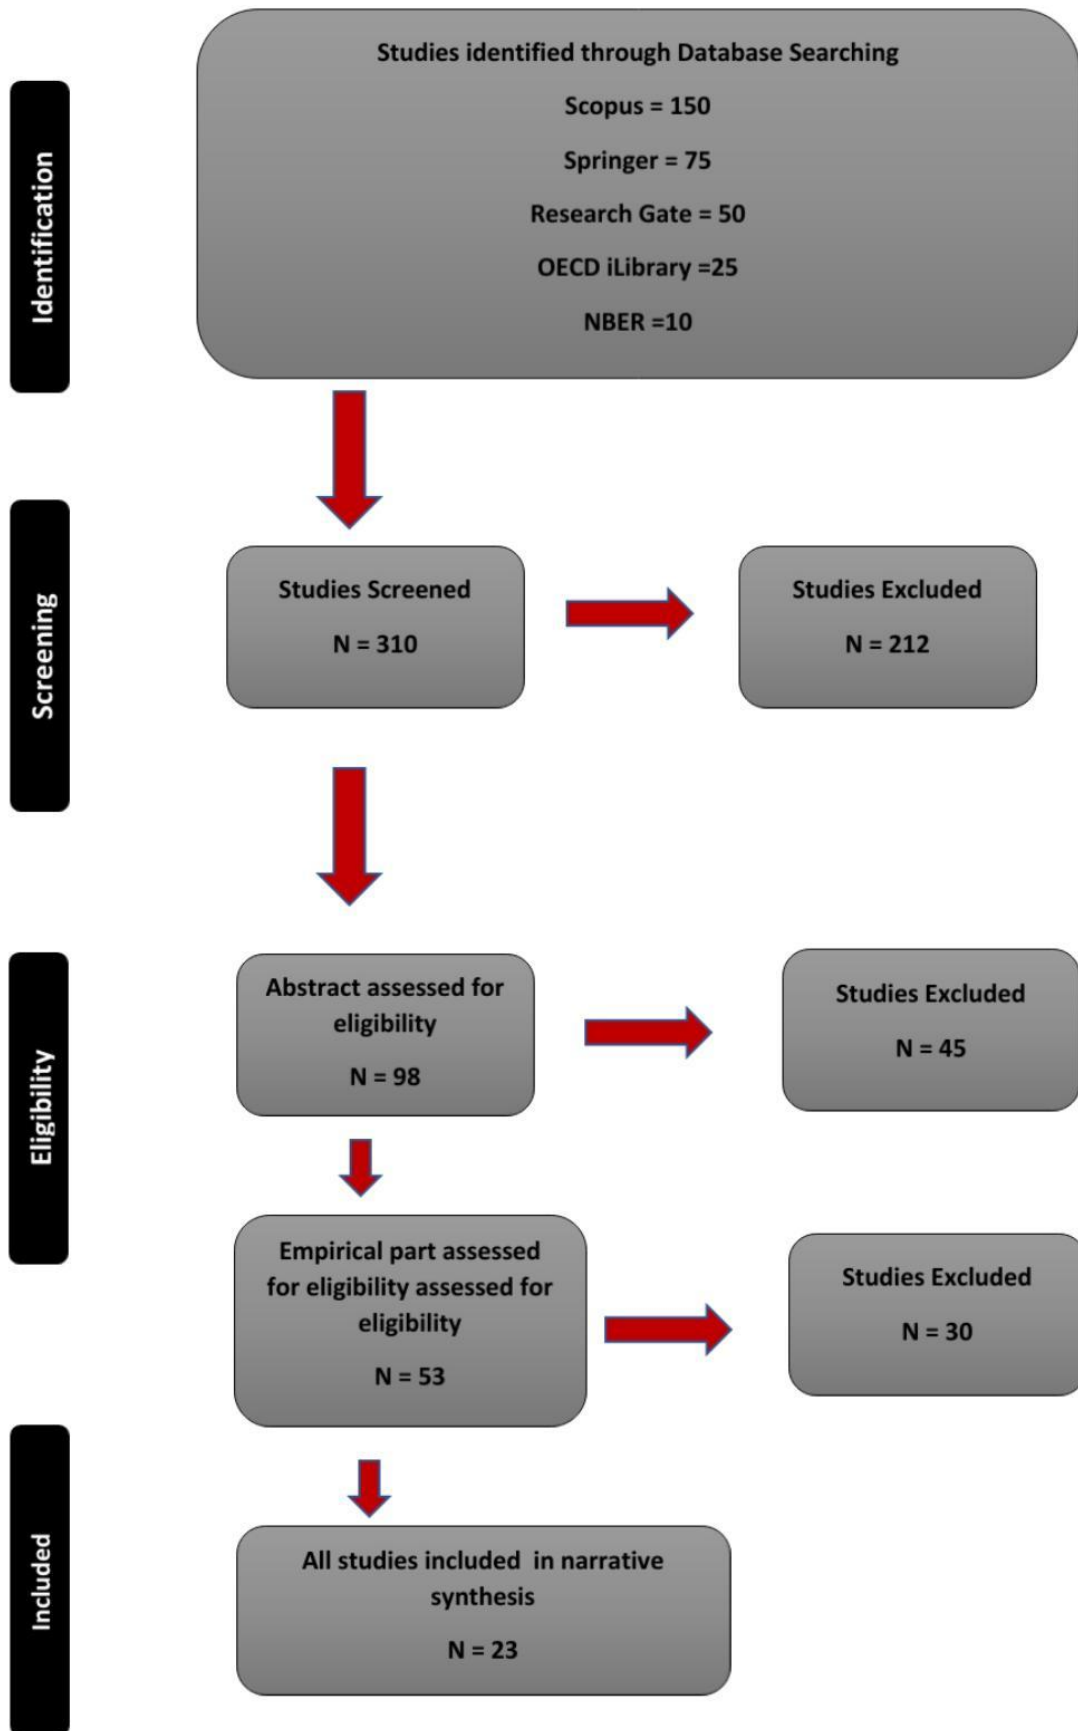 Identification
Studies identified through Database Searching
Scopus = 150
Springer = 75
Research Gate = 50
OECD iLibrary =25
NBER =10
Screening
Studies Screened
N = 310
Studies Excluded
N = 212
Eligibility
Abstract assessed for
eligibility
N = 98
Studies Excluded
N = 45
Empirical part assessed
for eligibility assessed for
eligibility
N = 53
Studies Excluded
N = 30
Included
All studies included in narrative
synthesis
N = 23